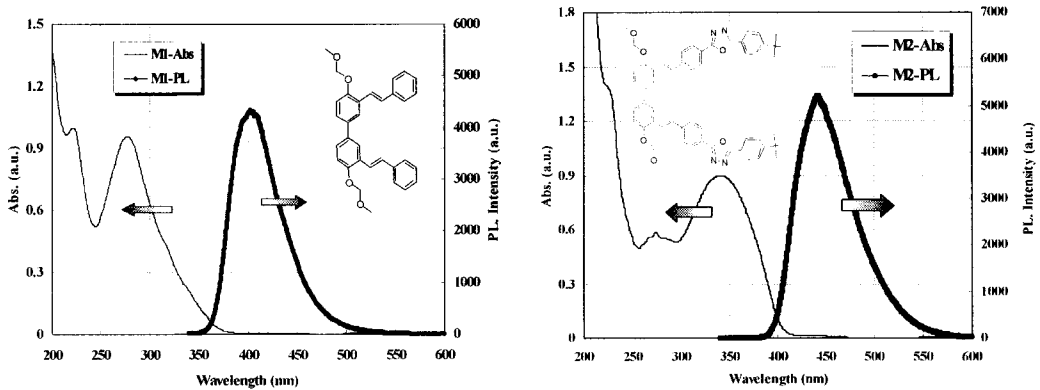 1.5
1.2
0.9
0.6
0.3
0
Abs. (a.u.)
200 250 300 350 400 450 500 550 600
Wavelength (nm)
6000
5000
4000
3000
2000
1000
0
PL. Intensity (a.u.)
M1-Abs
M1-PL
O
O
O
O
1.8
1.5
1.2
0.9
0.6
0.3
0
Abs. (a.u.)
200 250 300 350 400 450 500 550 600
Wavelength (nm)
7000
6000
5000
4000
3000
2000
1000
0
PL. Intensity (a.u.)
M2-Abs
M2-PL
O
O
N N
O
O
O
O
N N